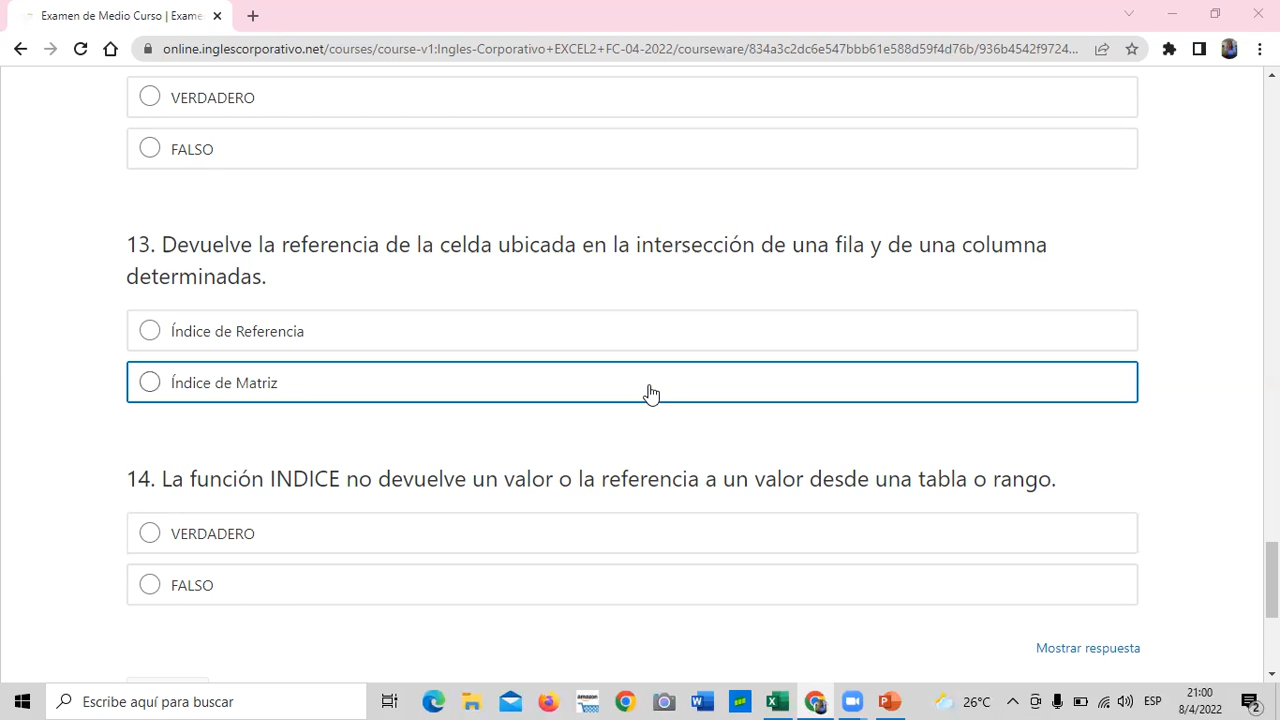 Examen de Medio Curso | Exame
online.inglescorporativo.net/courses/course-v1:Ingles-Corporativo+EXCEL2+FC-04-2022/courseware/834a3c20c6e547bbb61e588d59f4d76b/936b4542f9724...
VERDADERO
FALSO
13. Devuelve la referencia de la celda ubicada en la intersección de una fila y de una columna
determinadas.
Índice de Referencia
Índice de Matriz
14. La función INDICE no devuelve un valor o la referencia a un valor desde una tabla o rango.
VERDADERO
FALSO
Mostrar respuesta
Escribe aquí para buscar
amazon
26°C
ESP
21:00
8/4/2022
2